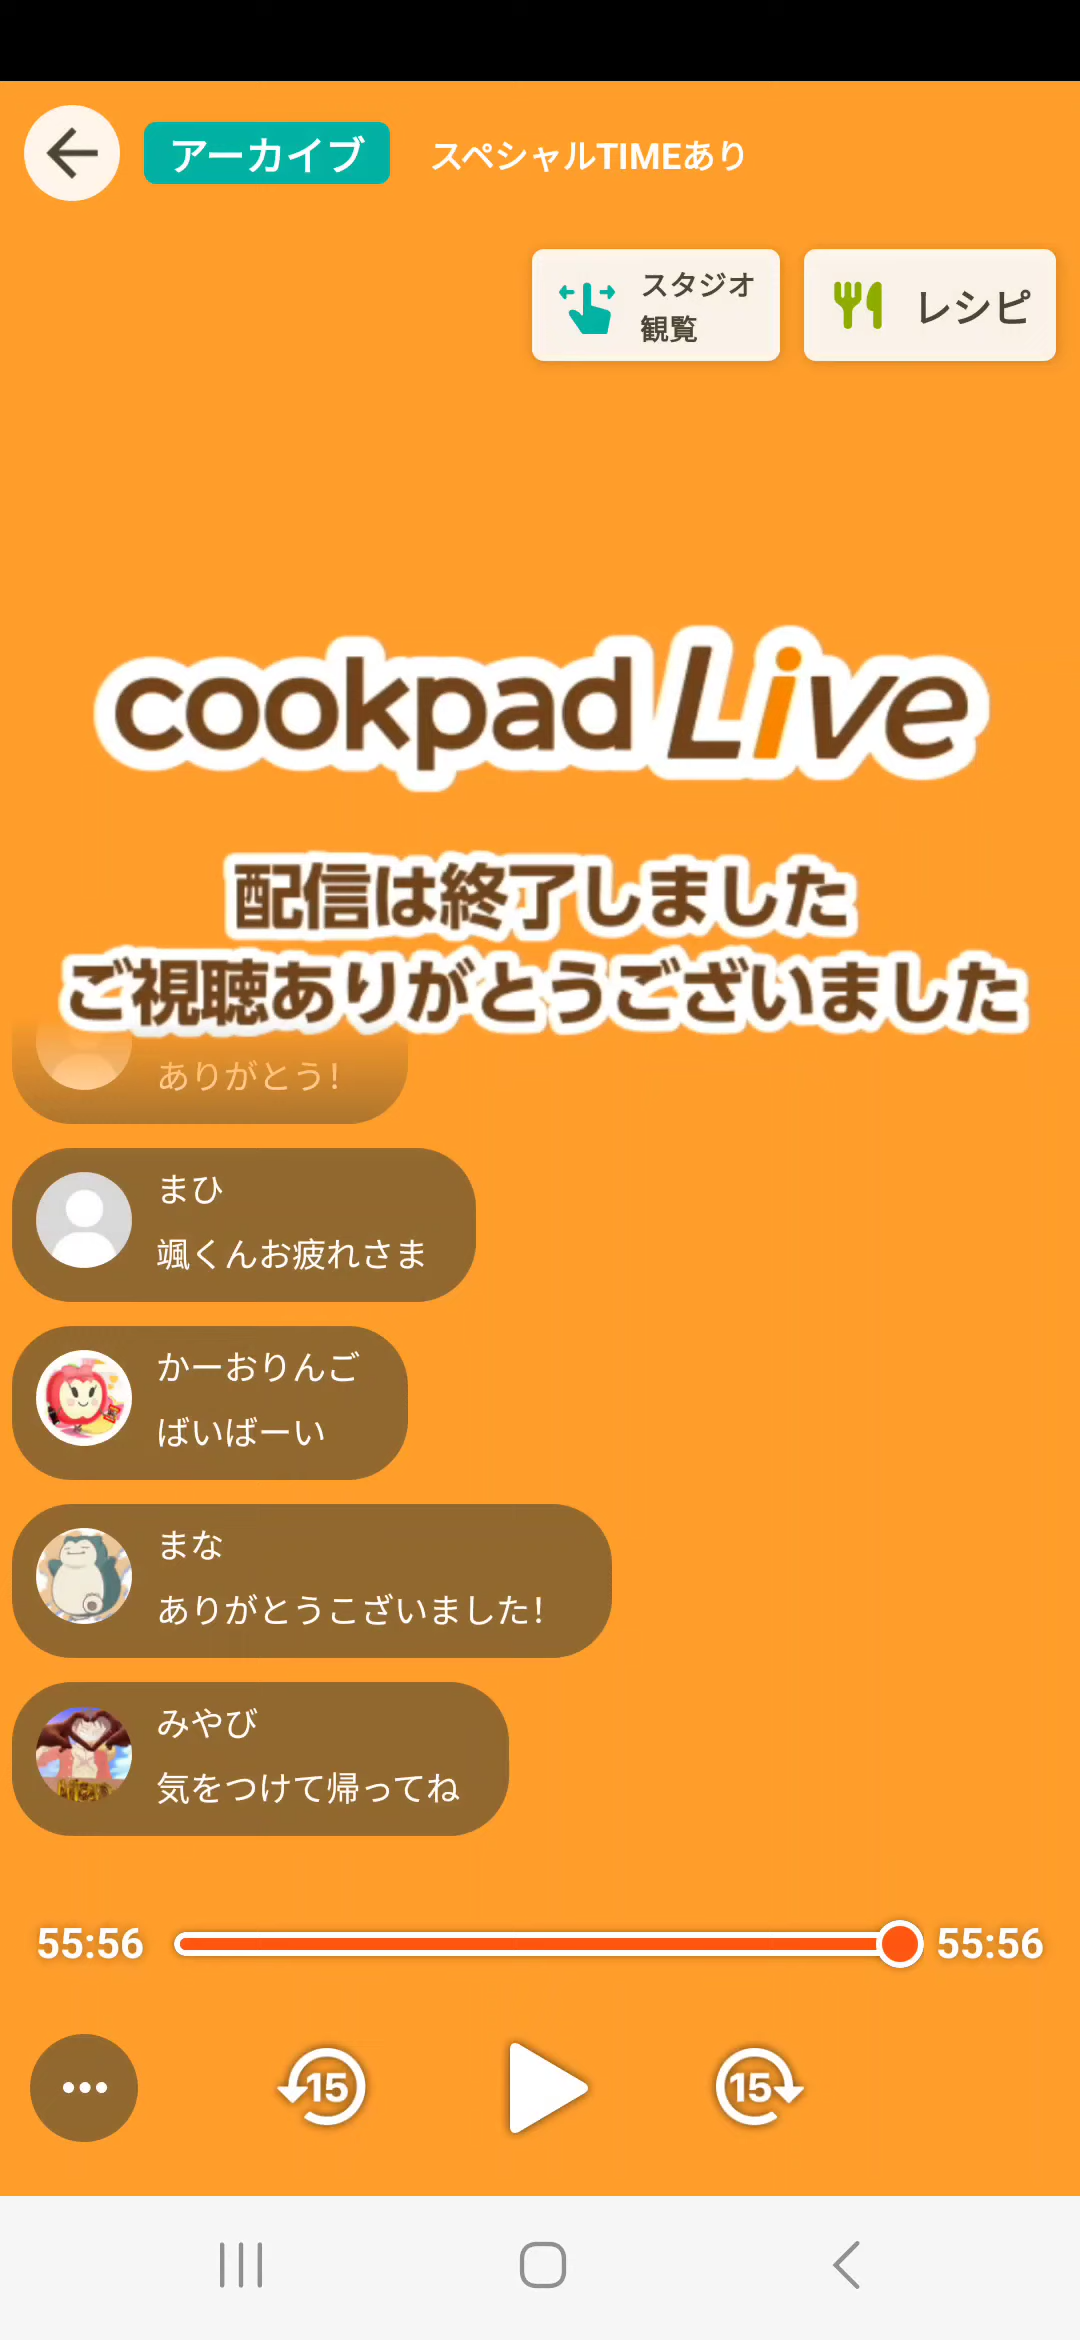 アーカイブ
スペシャルTIMEあり
スタジオ
観覧
レシピ
cookpad Live
配信は終了しました
ご視聴ありがとうございました
ありがとう！
まひ
颯くんお疲れさま
かーおりんご
ばいばーい
まな
ありがとうこざいました！
みやび
気をつけて帰ってね
55:56
55:56
15
15